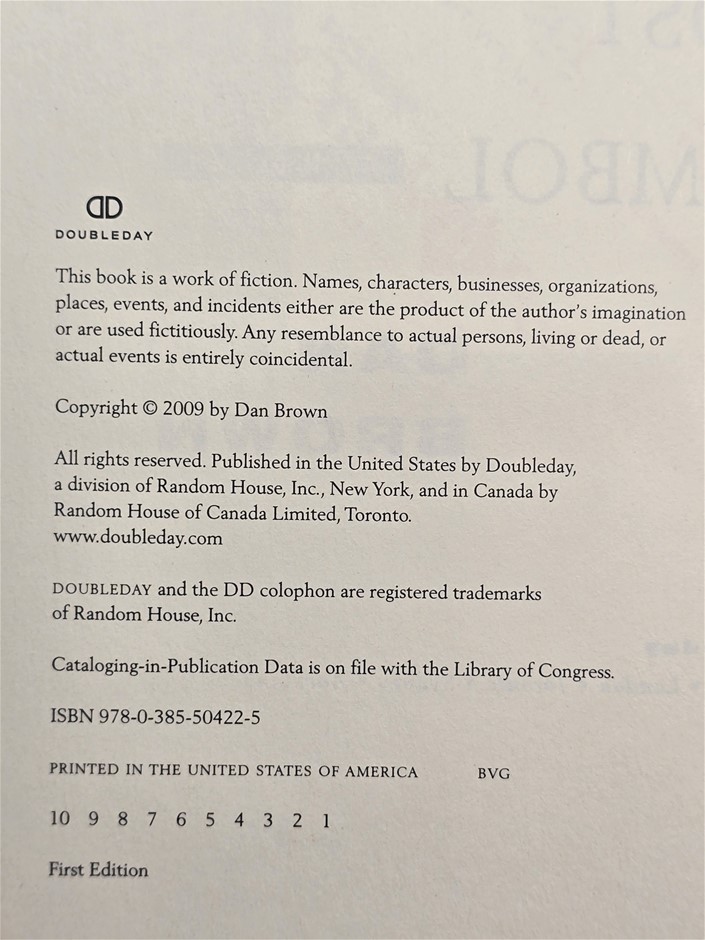 DOUBLEDAY
This book is a work of fiction. Names, characters, businesses, organizations,
places, events, and incidents either are the product of the author's imagination
or are used fictitiously. Any resemblance to actual persons, living or dead, or
actual events is entirely coincidental.
Copyright © 2009 by Dan Brown
All rights reserved. Published in the United States by Doubleday,
a division of Random House, Inc., New York, and in Canada by
Random House of Canada Limited, Toronto.
www.doubleday.com
DOUBLEDAY and the DD colophon are registered trademarks
of Random House, Inc.
Cataloging-in-Publication Data is on file with the Library of Congress.
ISBN 978-0-385-50422-5
PRINTED IN THE UNITED STATES OF AMERICA BVG
10 9 8 7 6 5 4 3 2 1
First Edition